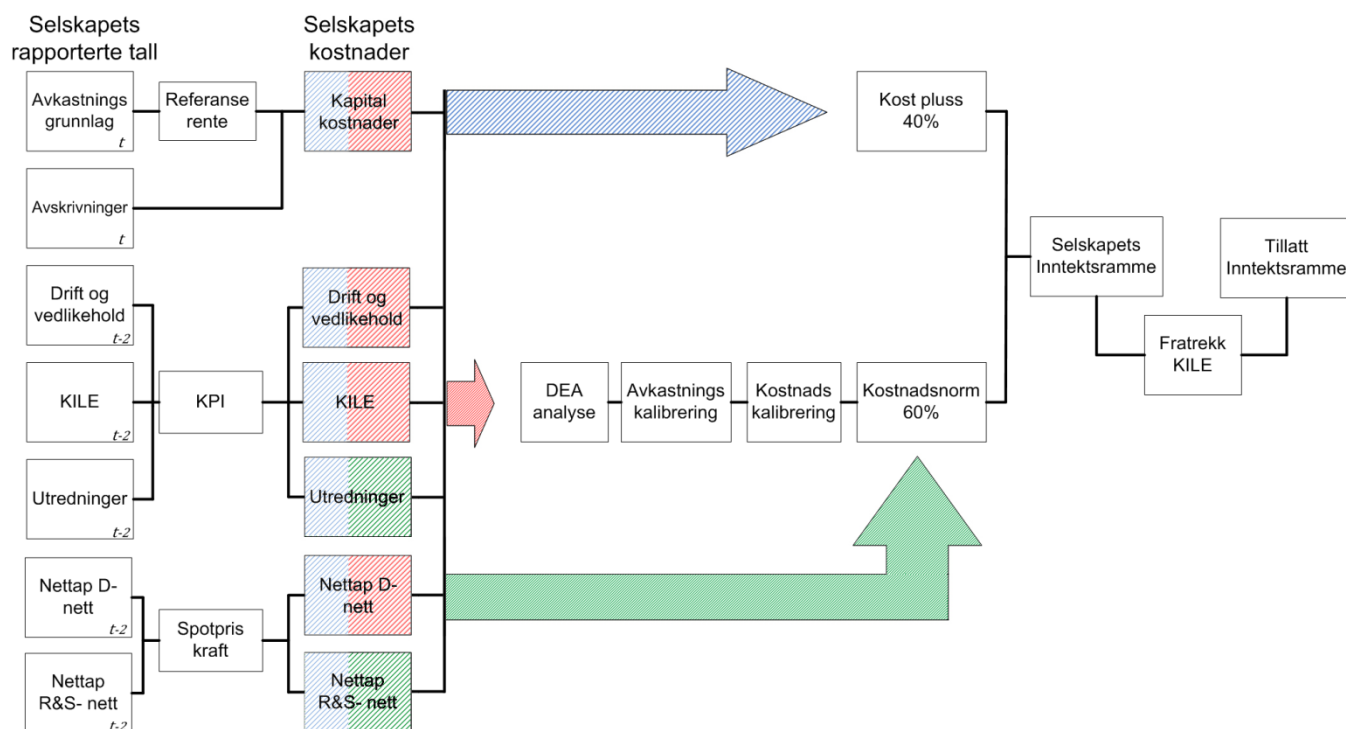 Selskapets
rapporterte tall
Selskapets
kostnader
Avkastnings
grunnlag
t
Referanse
rente
Kapital
kostnader
Kost pluss
40%
Avskrivninger
t
Selskapets
Inntektsramme
Tillatt
Inntektsramme
Drift og
vedlikehold
t-2
Drift og
vedlikehold
Fratrekk
KILE
KILE
t-2
KPI
KILE
DEA
analyse
Avkastnings
kalibrering
Kostnads
kalibrering
Kostnadsnorm
60%
Utredninger
t-2
Utredninger
Nettap D-
nett
t-2
Spotpris
kraft
Nettap D-
nett
Nettap
R&S- nett
t-2
Nettap
R&S- nett